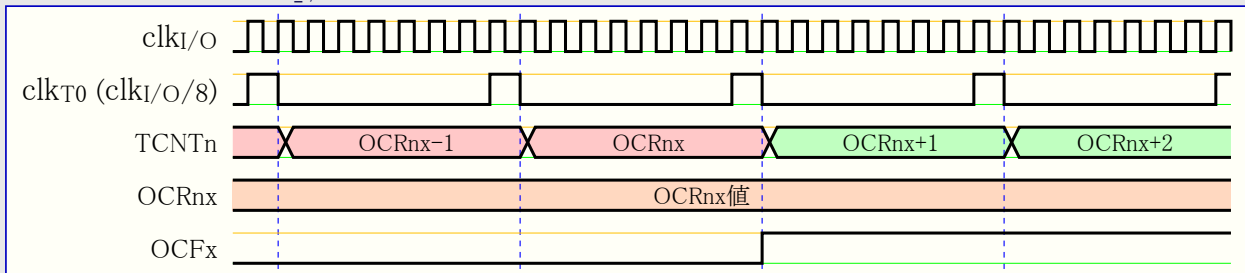 clkI/O
clkT0 (clkI/O/8)
TCNTn OCRnx-1 OCRnx OCRnx+1 OCRnx+2
OCRnx OCRnx値
OCFx